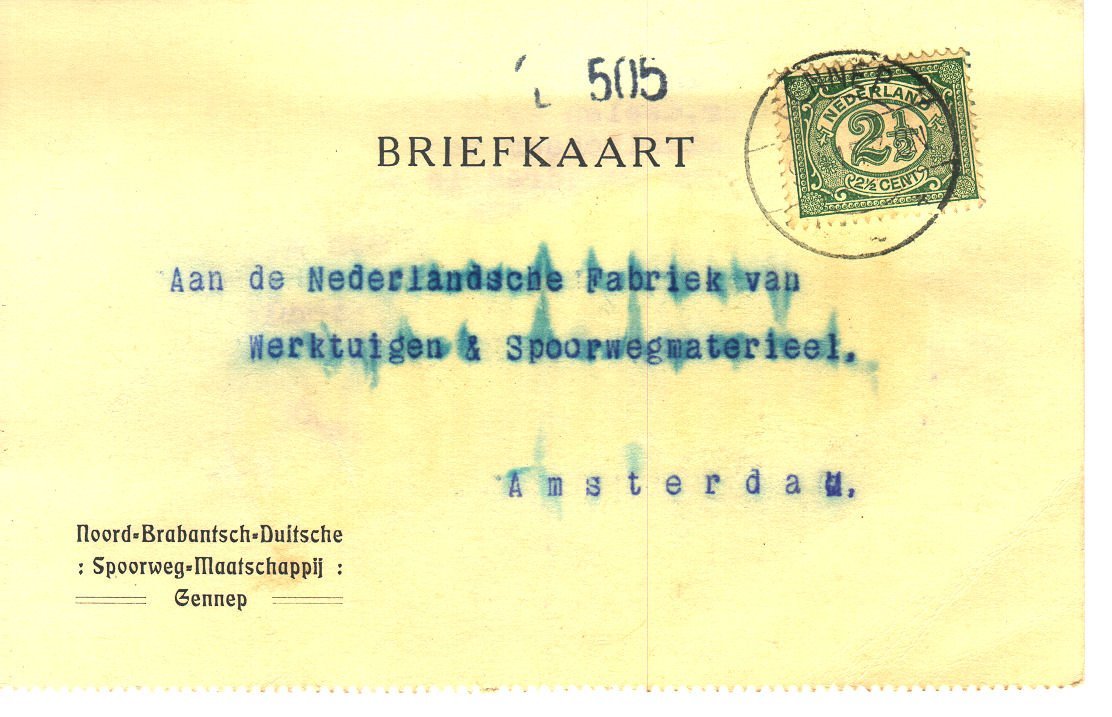 505
BRIEFKAART
NEDERLAND
2½
2½ CENT
Aan de Nederlandsche Fabriek van
Werktuigen & Spoorwegmateriëel.
Amsterdam.
Noord-Brabantsch-Duitsche
: Spoorweg-Maatschappij :
Gennep